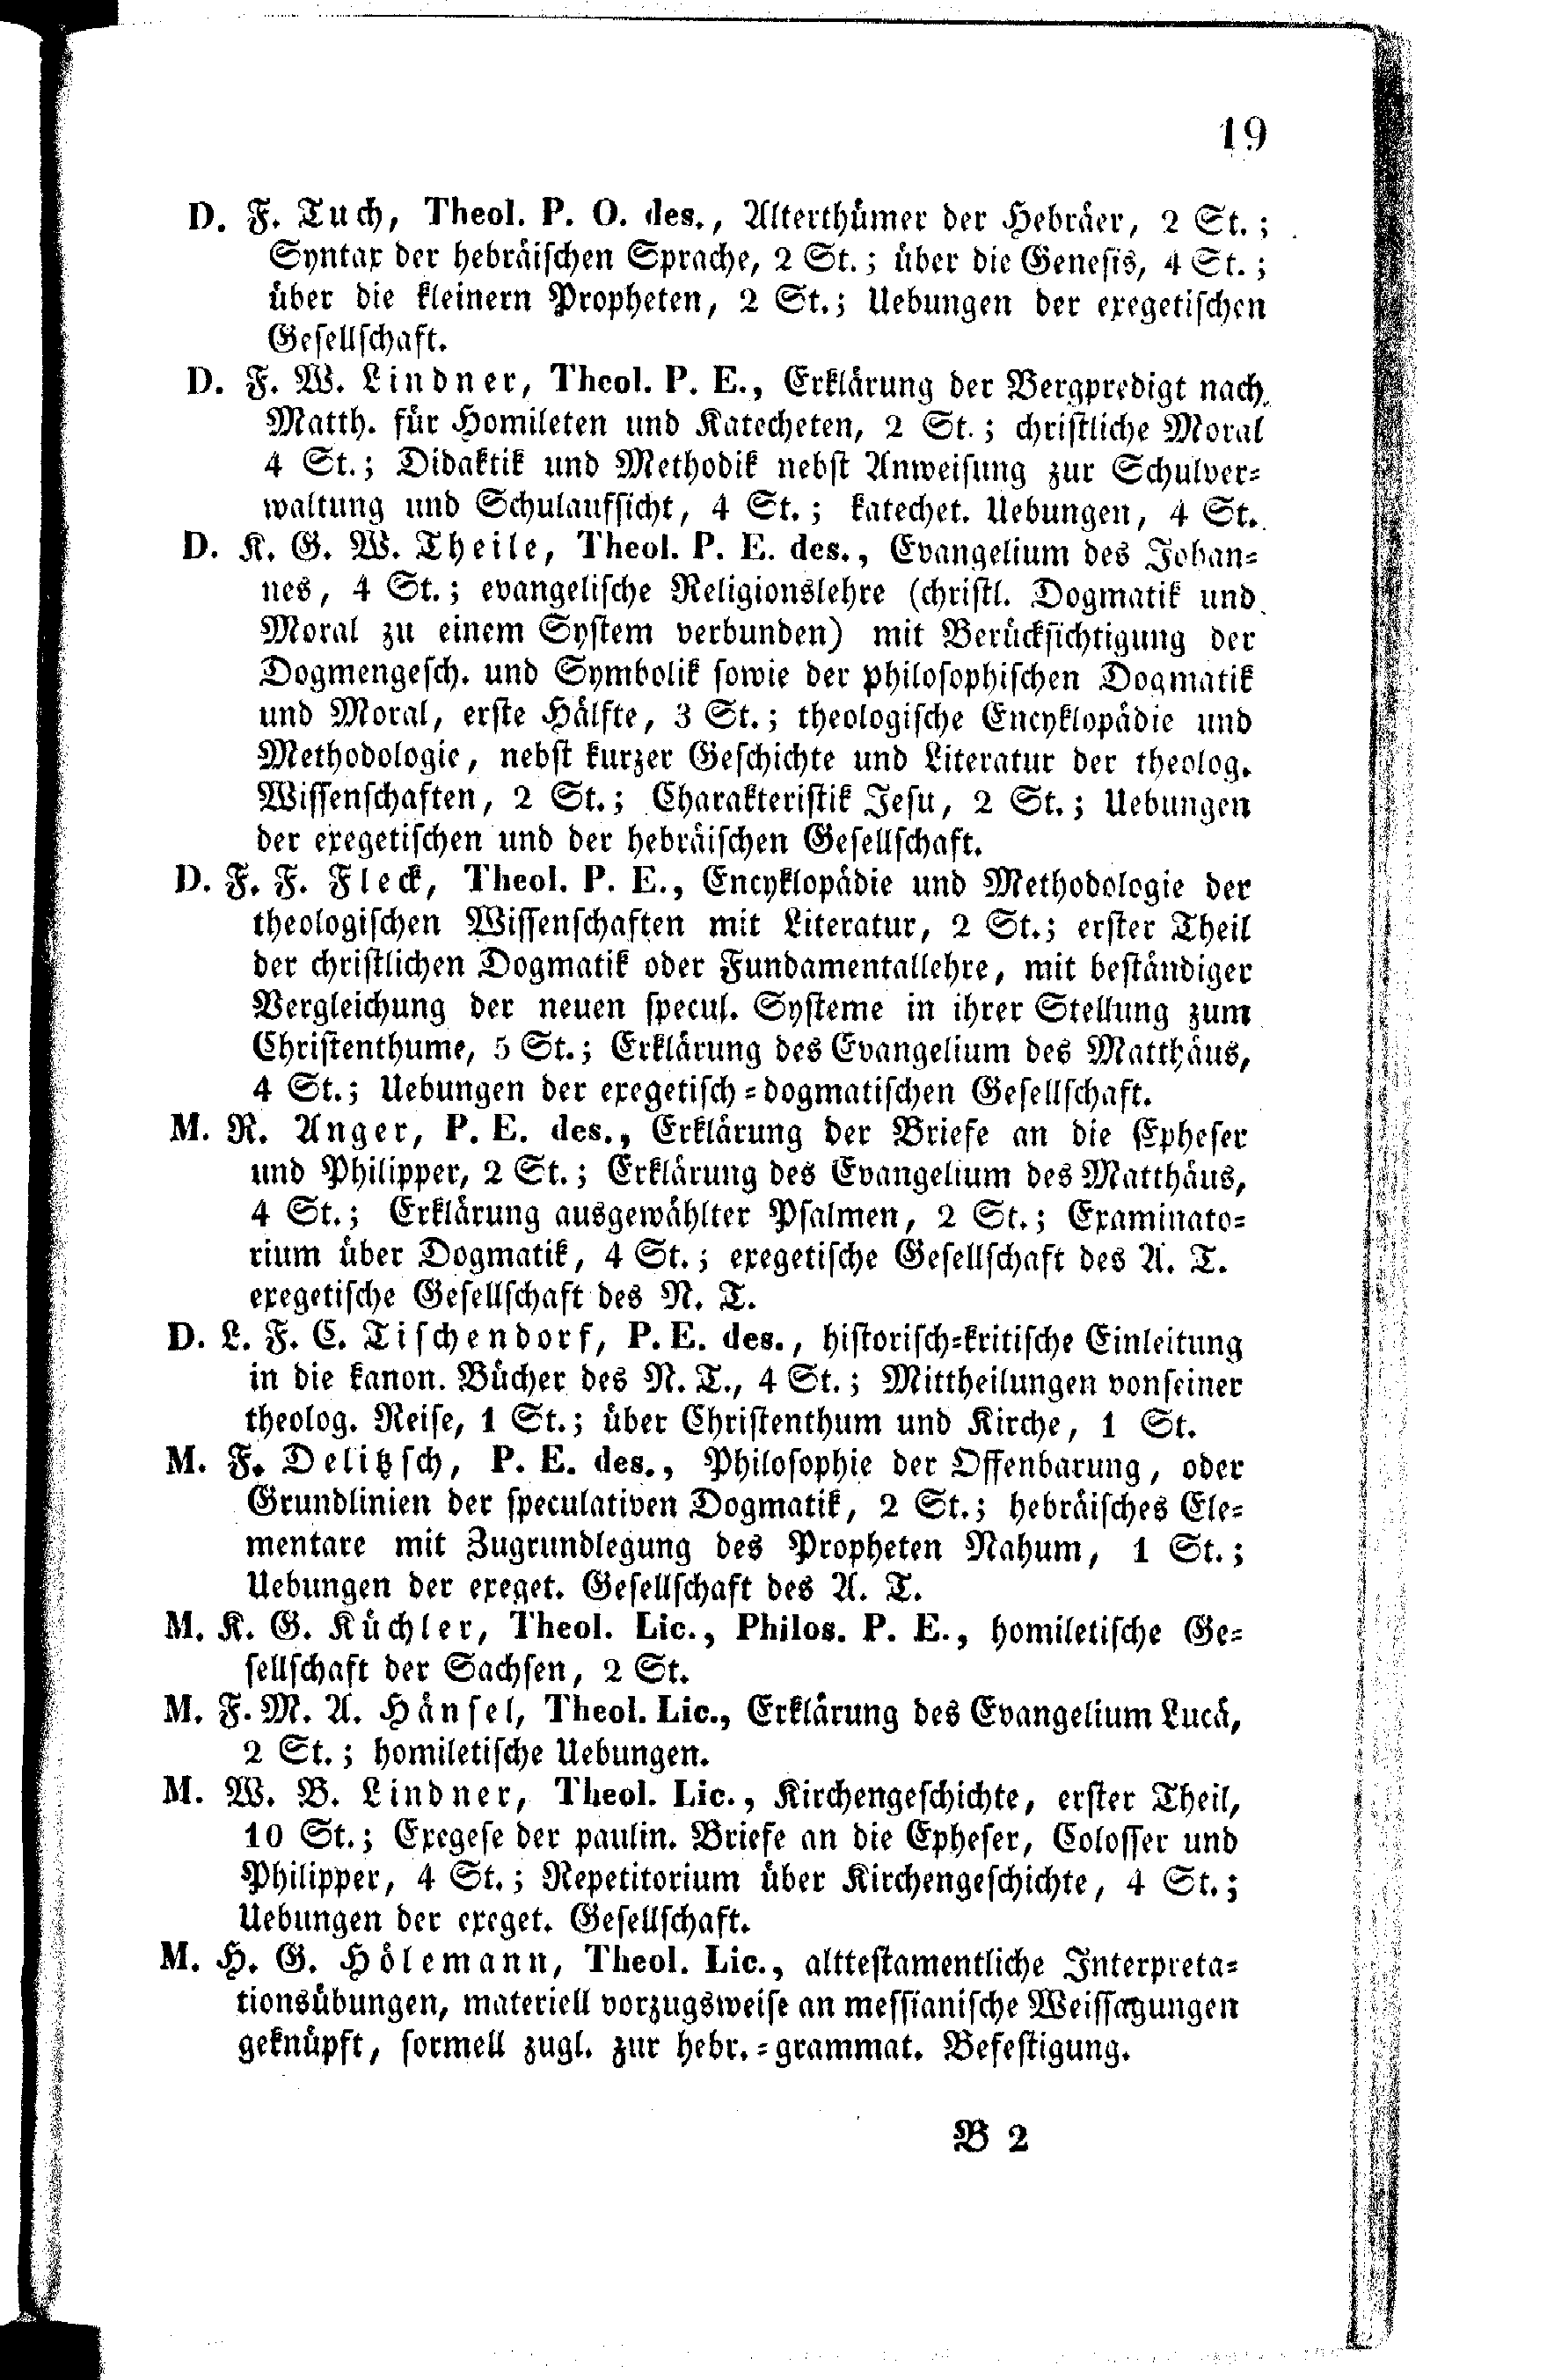 19
D. F. Tuch, Theol. P. O. des., Alterthümer der Hebräer, 2 St.;
Syntax der hebräischen Sprache, 2 St.; über die Genesis, 4 St.;
über die kleinern Propheten, 2 St.; Uebungen der exegetischen
Gesellschaft.
D. F. W. Lindner, Theol. P. E., Erklärung der Bergpredigt nach
Matth. für Homileten und Katecheten, 2 St.; christliche Moral
4 St.; Didaktik und Methodik nebst Anweisung zur Schulver-
waltung und Schulaufsicht, 4 St.; katechet. Uebungen, 4 St.
D. K. G. W. Theile, Theol. P. E. des., Evangelium des Johan-
nes, 4 St.; evangelische Religionslehre (christl. Dogmatik und
Moral zu einem System verbunden) mit Berücksichtigung der
Dogmengesch. und Symbolik sowie der philosophischen Dogmatik
und Moral, erste Hälfte, 3 St.; theologische Encyklopädie und
Methodologie, nebst kurzer Geschichte und Literatur der theolog.
Wissenschaften, 2 St.; Charakteristik Jesu, 2 St.; Uebungen
der exegetischen und der hebräischen Gesellschaft.
D. F. F. Fleck, Theol. P. E., Encyklopädie und Methodologie der
theologischen Wissenschaften mit Literatur, 2 St.; erster Theil
der christlichen Dogmatik oder Fundamentallehre, mit beständiger
Vergleichung der neuen specul. Systeme in ihrer Stellung zum
Christenthume, 5 St.; Erklärung des Evangelium des Matthäus,
4 St.; Uebungen der exegetisch-dogmatischen Gesellschaft.
M. R. Anger, P. E. des., Erklärung der Briefe an die Epheser
und Philipper, 2 St.; Erklärung des Evangelium des Matthäus,
4 St.; Erklärung ausgewählter Psalmen, 2 St.; Examinato-
rium über Dogmatik, 4 St.; exegetische Gesellschaft des A. T.
exegetische Gesellschaft des N. T.
D. L. F. C. Tischendorf, P. E. des., historisch-kritische Einleitung
in die kanon. Bücher des N. T., 4 St.; Mittheilungen vonseiner
theolog. Reise, 1 St.; über Christenthum und Kirche, 1 St.
M. F. Delitzsch, P. E. des., Philosophie der Offenbarung, oder
Grundlinien der speculativen Dogmatik, 2 St.; hebräisches Ele-
mentare mit Zugrundlegung des Propheten Nahum, 1 St.;
Uebungen der exeget. Gesellschaft des A. T.
M. K. G. Küchler, Theol. Lic., Philos. P. E., homiletische Ge-
sellschaft der Sachsen, 2 St.
M. F. M. A. Hänsel, Theol. Lic., Erklärung des Evangelium Lucä,
2 St.; homiletische Uebungen.
M. W. B. Lindner, Theol. Lic., Kirchengeschichte, erster Theil,
10 St.; Exegese der paulin. Briefe an die Epheser, Colosser und
Philipper, 4 St.; Repetitorium über Kirchengeschichte, 4 St.;
Uebungen der exeget. Gesellschaft.
M. H. G. Hölemann, Theol. Lic., alttestamentliche Interpreta-
tionsübungen, materiell vorzugsweise an messianische Weissagungen
geknüpft, formell zugl. zur hebr.-grammat. Befestigung.
B 2